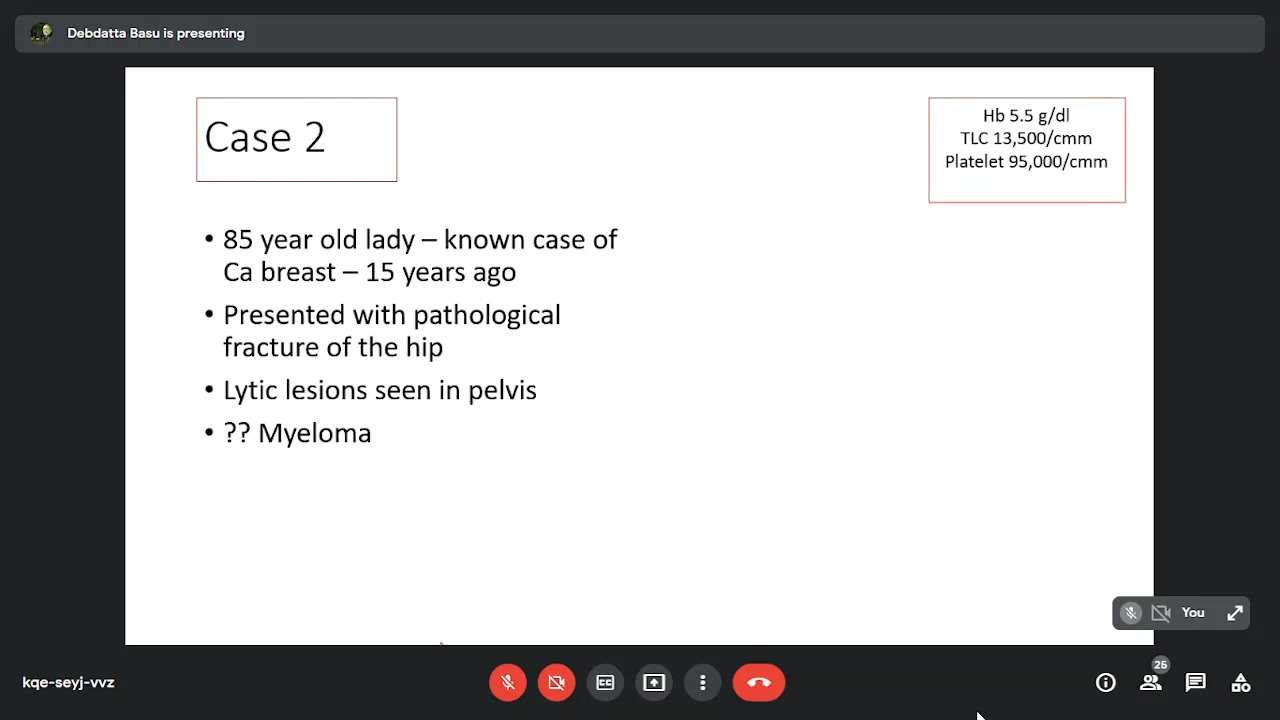 Debdatta Basu is presenting
Case 2
Hb 5.5 g/dl
TLC 13,500/cmm
Platelet 95,000/cmm
• 85 year old lady – known case of
Ca breast – 15 years ago
• Presented with pathological
fracture of the hip
• Lytic lesions seen in pelvis
• ?? Myeloma
You
kqe-seyj-vvz
CC
25